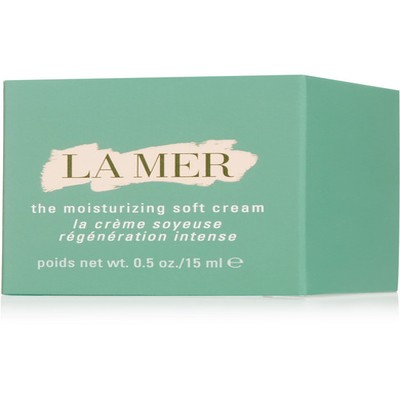 LA MER
the moisturizing soft cream
la crème soyeuse
régénération intense
poids net wt. 0.5 oz./15 ml ℮